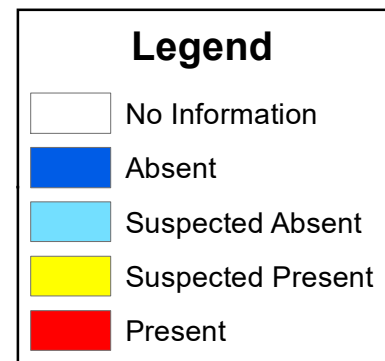 Legend
No Information
Absent
Suspected Absent
Suspected Present
Present